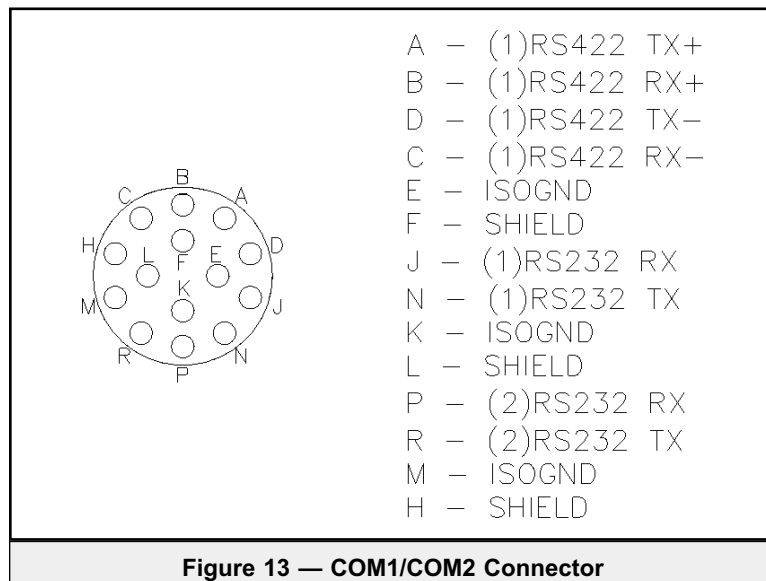 A – (1)RS422 TX+
B – (1)RS422 RX+
D – (1)RS422 TX–
C – (1)RS422 RX–
E – ISOGND
F – SHIELD
J – (1)RS232 RX
N – (1)RS232 TX
K – ISOGND
L – SHIELD
P – (2)RS232 RX
R – (2)RS232 TX
M – ISOGND
H – SHIELD
B
C A
H L F E D
K
M J
R N
P
Figure 13 — COM1/COM2 Connector